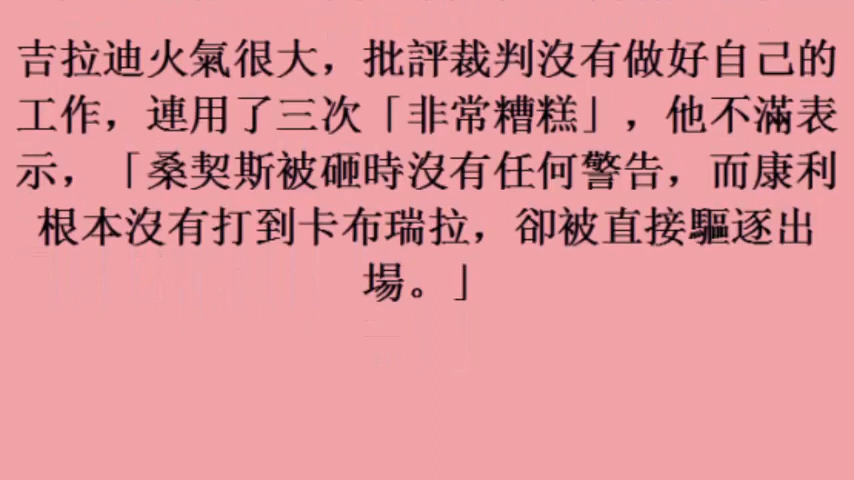 吉拉迪火氣很大，批評裁判沒有做好自己的
工作，連用了三次「非常糟糕」，他不滿表
示，「桑契斯被砸時沒有任何警告，而康利
根本沒有打到卡布瑞拉，卻被直接驅逐出
場。」